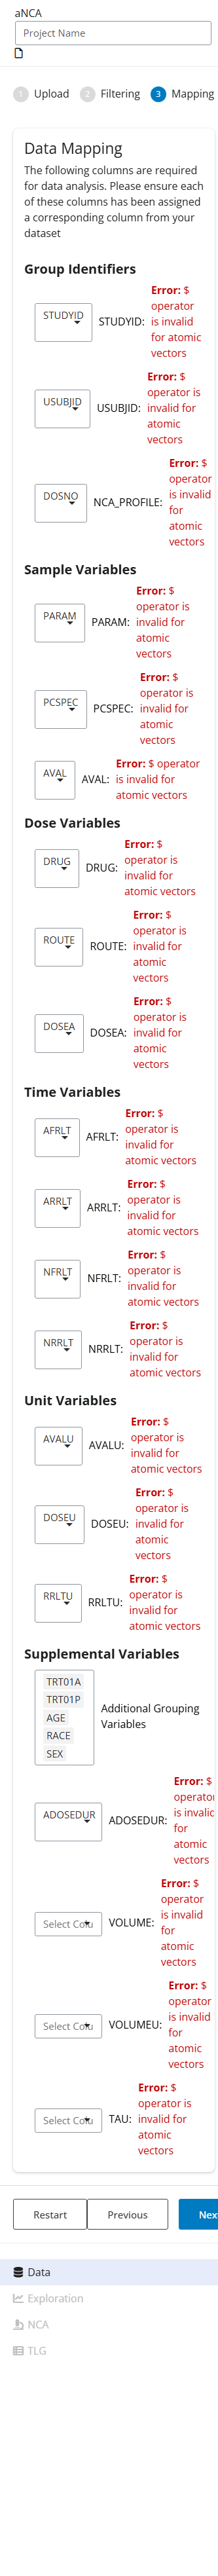 aNCA
Project Name
1 Upload 2 Filtering 3 Mapping
Data Mapping
The following columns are required
for data analysis. Please ensure each
of these columns has been assigned
a corresponding column from your
dataset
Group Identifiers
STUDYID STUDYID: Error: $
operator
is invalid
for atomic
vectors
USUBJID USUBJID: Error: $
operator is
invalid for
atomic
vectors
DOSNO NCA_PROFILE: Error: $
operator
is invalid
for
atomic
vectors
Sample Variables
PARAM PARAM: Error: $
operator is
invalid for
atomic
vectors
PCSPEC PCSPEC: Error: $
operator is
invalid for
atomic
vectors
AVAL AVAL: Error: $ operator
is invalid for
atomic vectors
Dose Variables
DRUG DRUG: Error: $
operator is
invalid for
atomic vectors
ROUTE ROUTE: Error: $
operator is
invalid for
atomic
vectors
DOSEA DOSEA: Error: $
operator is
invalid for
atomic
vectors
Time Variables
AFRLT AFRLT: Error: $
operator is
invalid for
atomic vectors
ARRLT ARRLT: Error: $
operator is
invalid for
atomic vectors
NFRLT NFRLT: Error: $
operator is
invalid for
atomic vectors
NRRLT NRRLT: Error: $
operator is
invalid for
atomic vectors
Unit Variables
AVALU AVALU: Error: $
operator is
invalid for
atomic vectors
DOSEU DOSEU: Error: $
operator is
invalid for
atomic
vectors
RRLTU RRLTU: Error: $
operator is
invalid for
atomic vectors
Supplemental Variables
TRT01A
TRT01P
AGE
RACE
SEX
Additional Grouping
Variables
ADOSEDUR ADOSEDUR: Error: $
operator
is invalid
for
atomic
vectors
Select Colu VOLUME: Error: $
operator
is invalid
for
atomic
vectors
Select Colu VOLUMEU: Error: $
operator
is invalid
for
atomic
vectors
Select Colu TAU: Error: $
operator is
invalid for
atomic
vectors
Restart Previous Nex
Data
Exploration
NCA
TLG